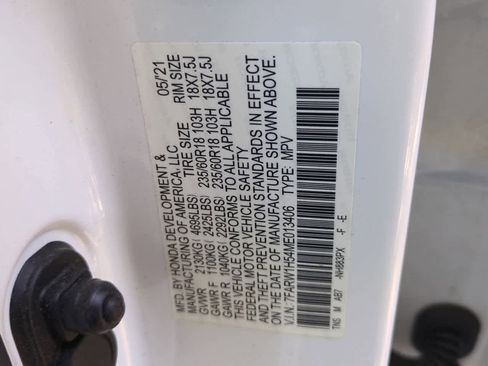 MFD. BY HONDA DEVELOPMENT & 05/'21
MANUFACTURING OF AMERICA, LLC
TIRE SIZE RIM SIZE
GVWR 2130KG( 4695LBS)
GAWR F 1100KG( 2425LBS) 235/60R18 103H 18X7.5J
GAWR R 1040KG( 2292LBS) 235/60R18 103H 18X7.5J
THIS VEHICLE CONFORMS TO ALL APPLICABLE
FEDERAL MOTOR VEHICLE SAFETY
AND THEFT PREVENTION STANDARDS IN EFFECT
ON THE DATE OF MANUFACTURE SHOWN ABOVE.
V.I.N.: 7FARW1H54ME013406 TYPE: MPV
TNS M AB7 -NH883PX -F -E